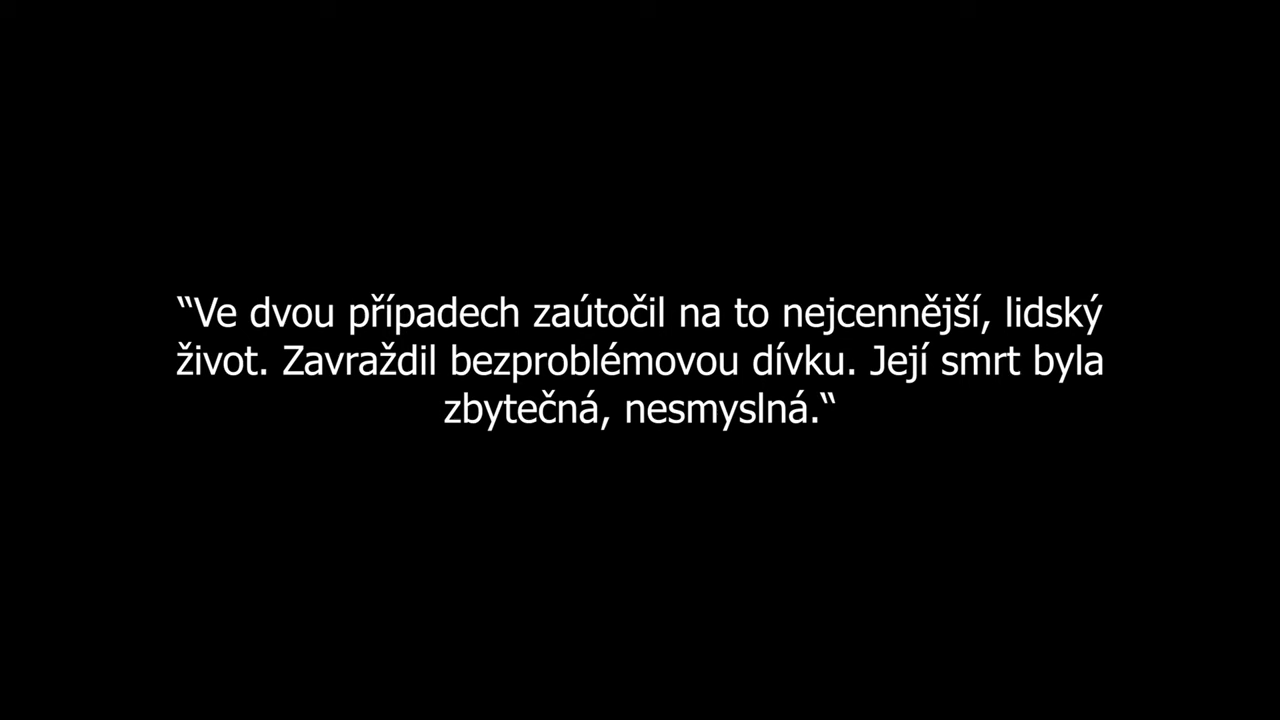 “Ve dvou případech zaútočil na to nejcennější, lidský
život. Zavraždil bezproblémovou dívku. Její smrt byla
zbytečná, nesmyslná.“